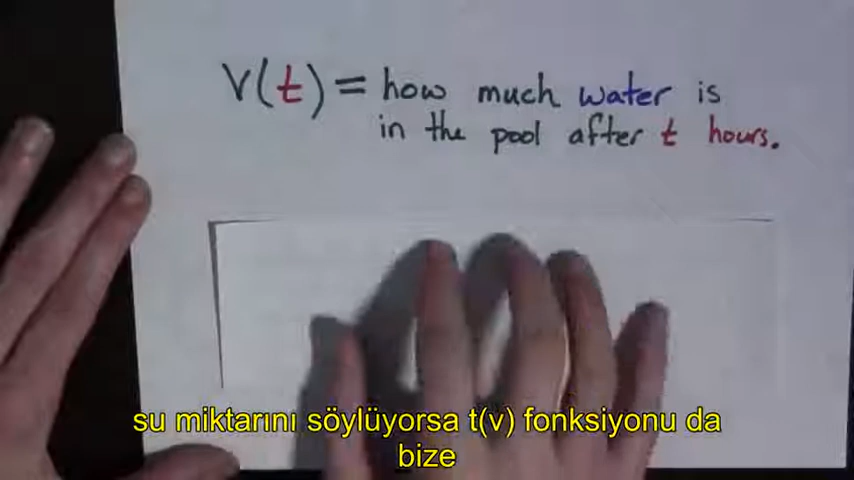 V(t) = how much water is
in the pool after t hours.
su miktarını söylüyorsa t(v) fonksiyonu da
bize